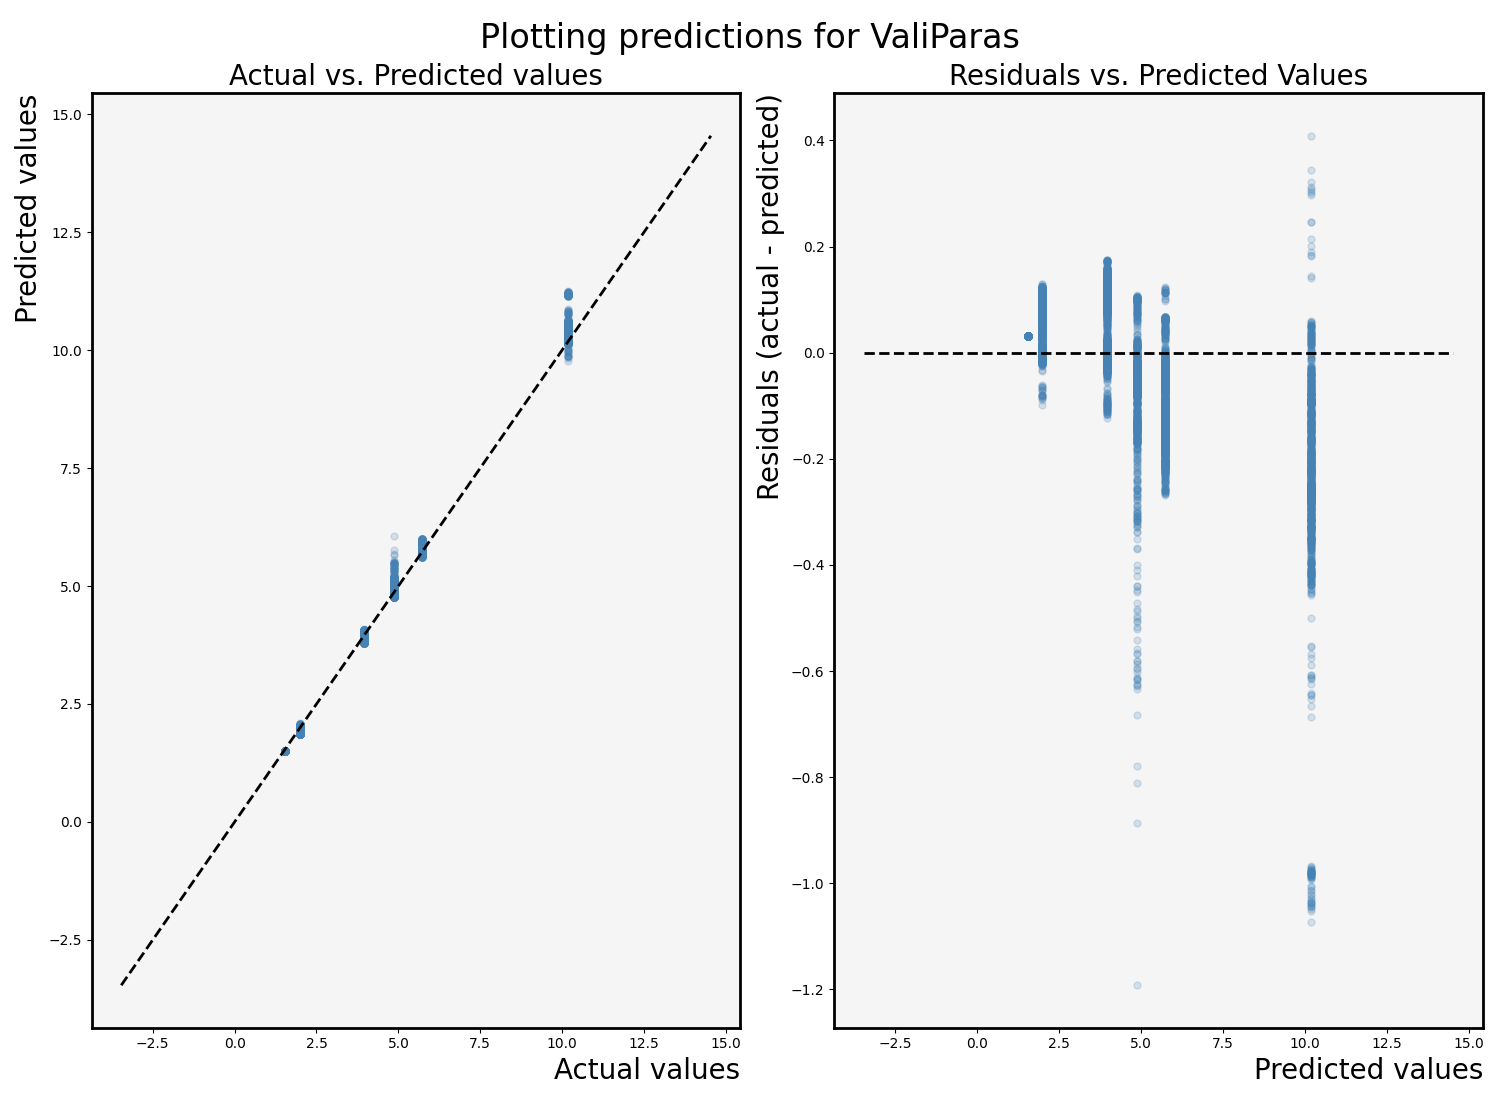 Plotting predictions for ValiParas
Actual vs. Predicted values
Predicted values
15.0
12.5
10.0
7.5
5.0
2.5
0.0
−2.5
−2.5 0.0 2.5 5.0 7.5 10.0 12.5 15.0
Actual values
Residuals vs. Predicted Values
Residuals (actual - predicted)
0.4
0.2
0.0
−0.2
−0.4
−0.6
−0.8
−1.0
−1.2
−2.5 0.0 2.5 5.0 7.5 10.0 12.5 15.0
Predicted values